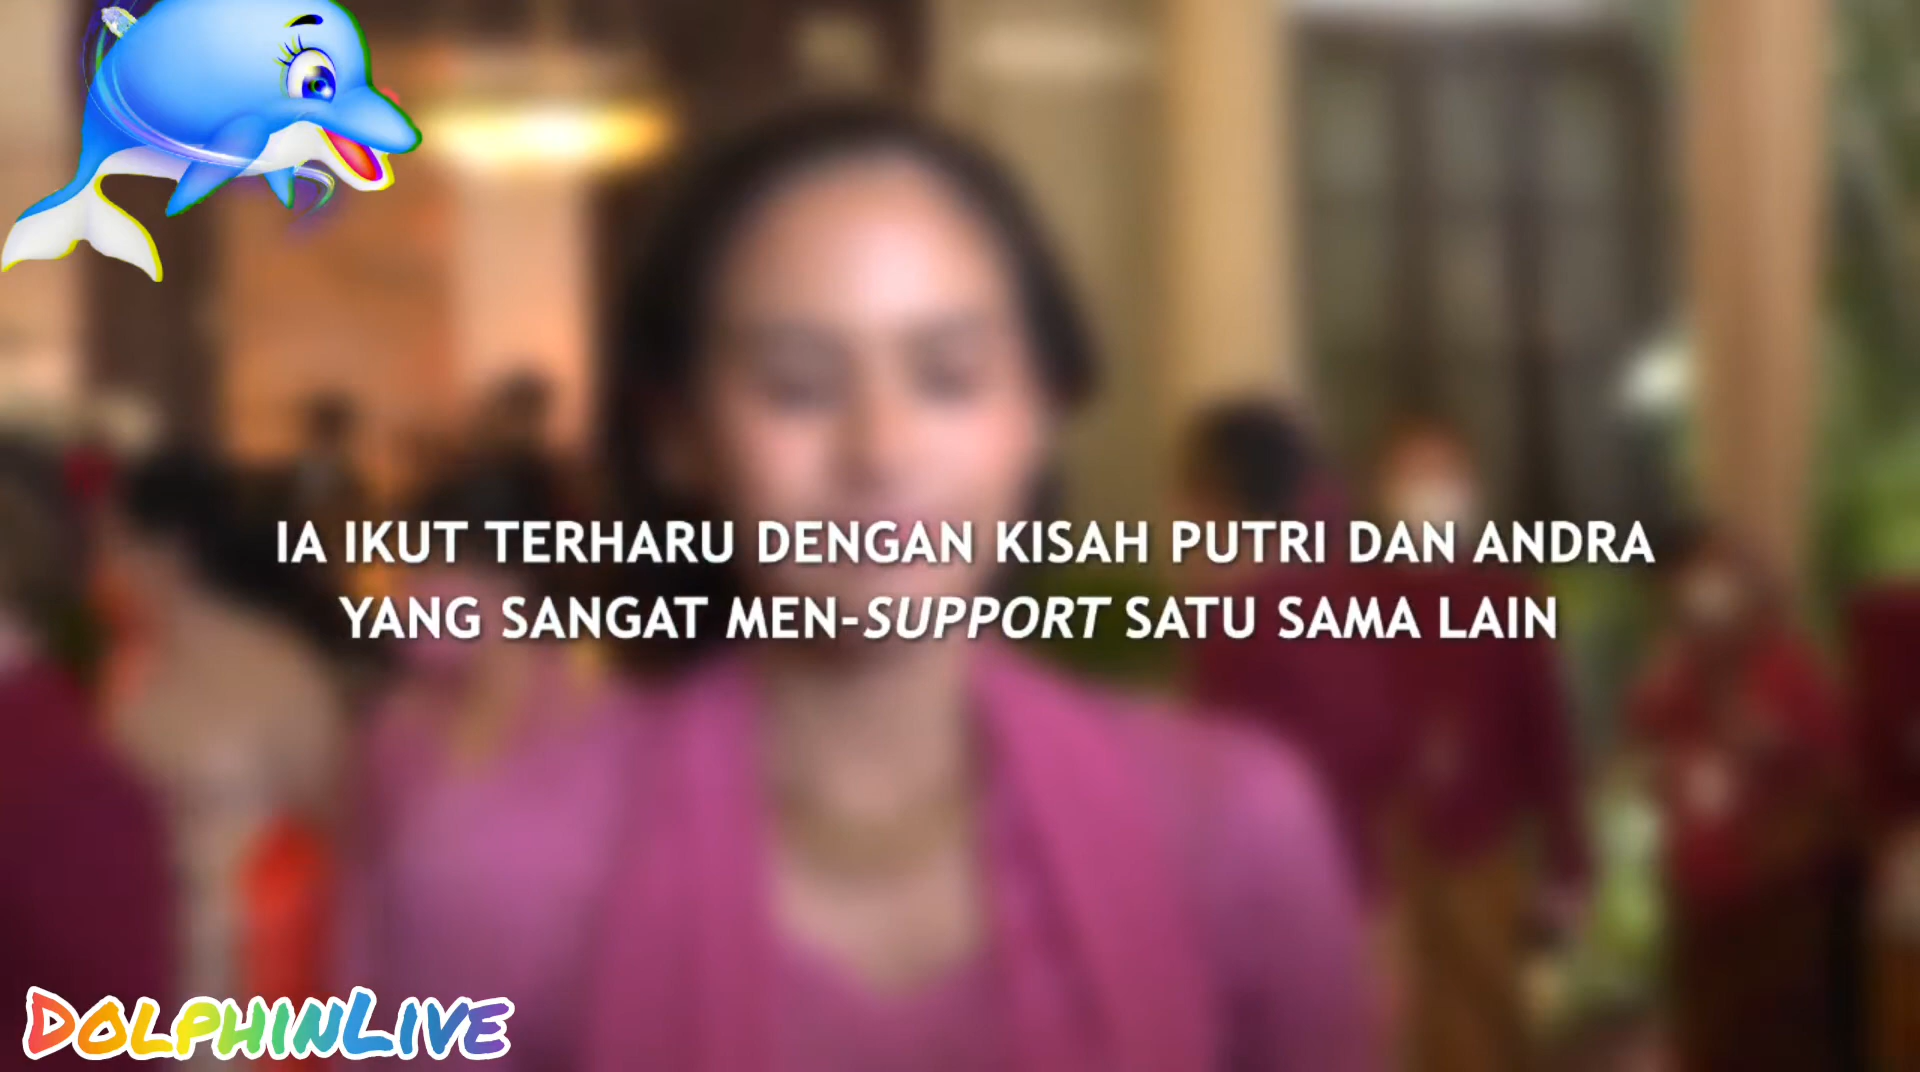 IA IKUT TERHARU DENGAN KISAH PUTRI DAN ANDRA
YANG SANGAT MEN-SUPPORT SATU SAMA LAIN
DOLPHINLIVE